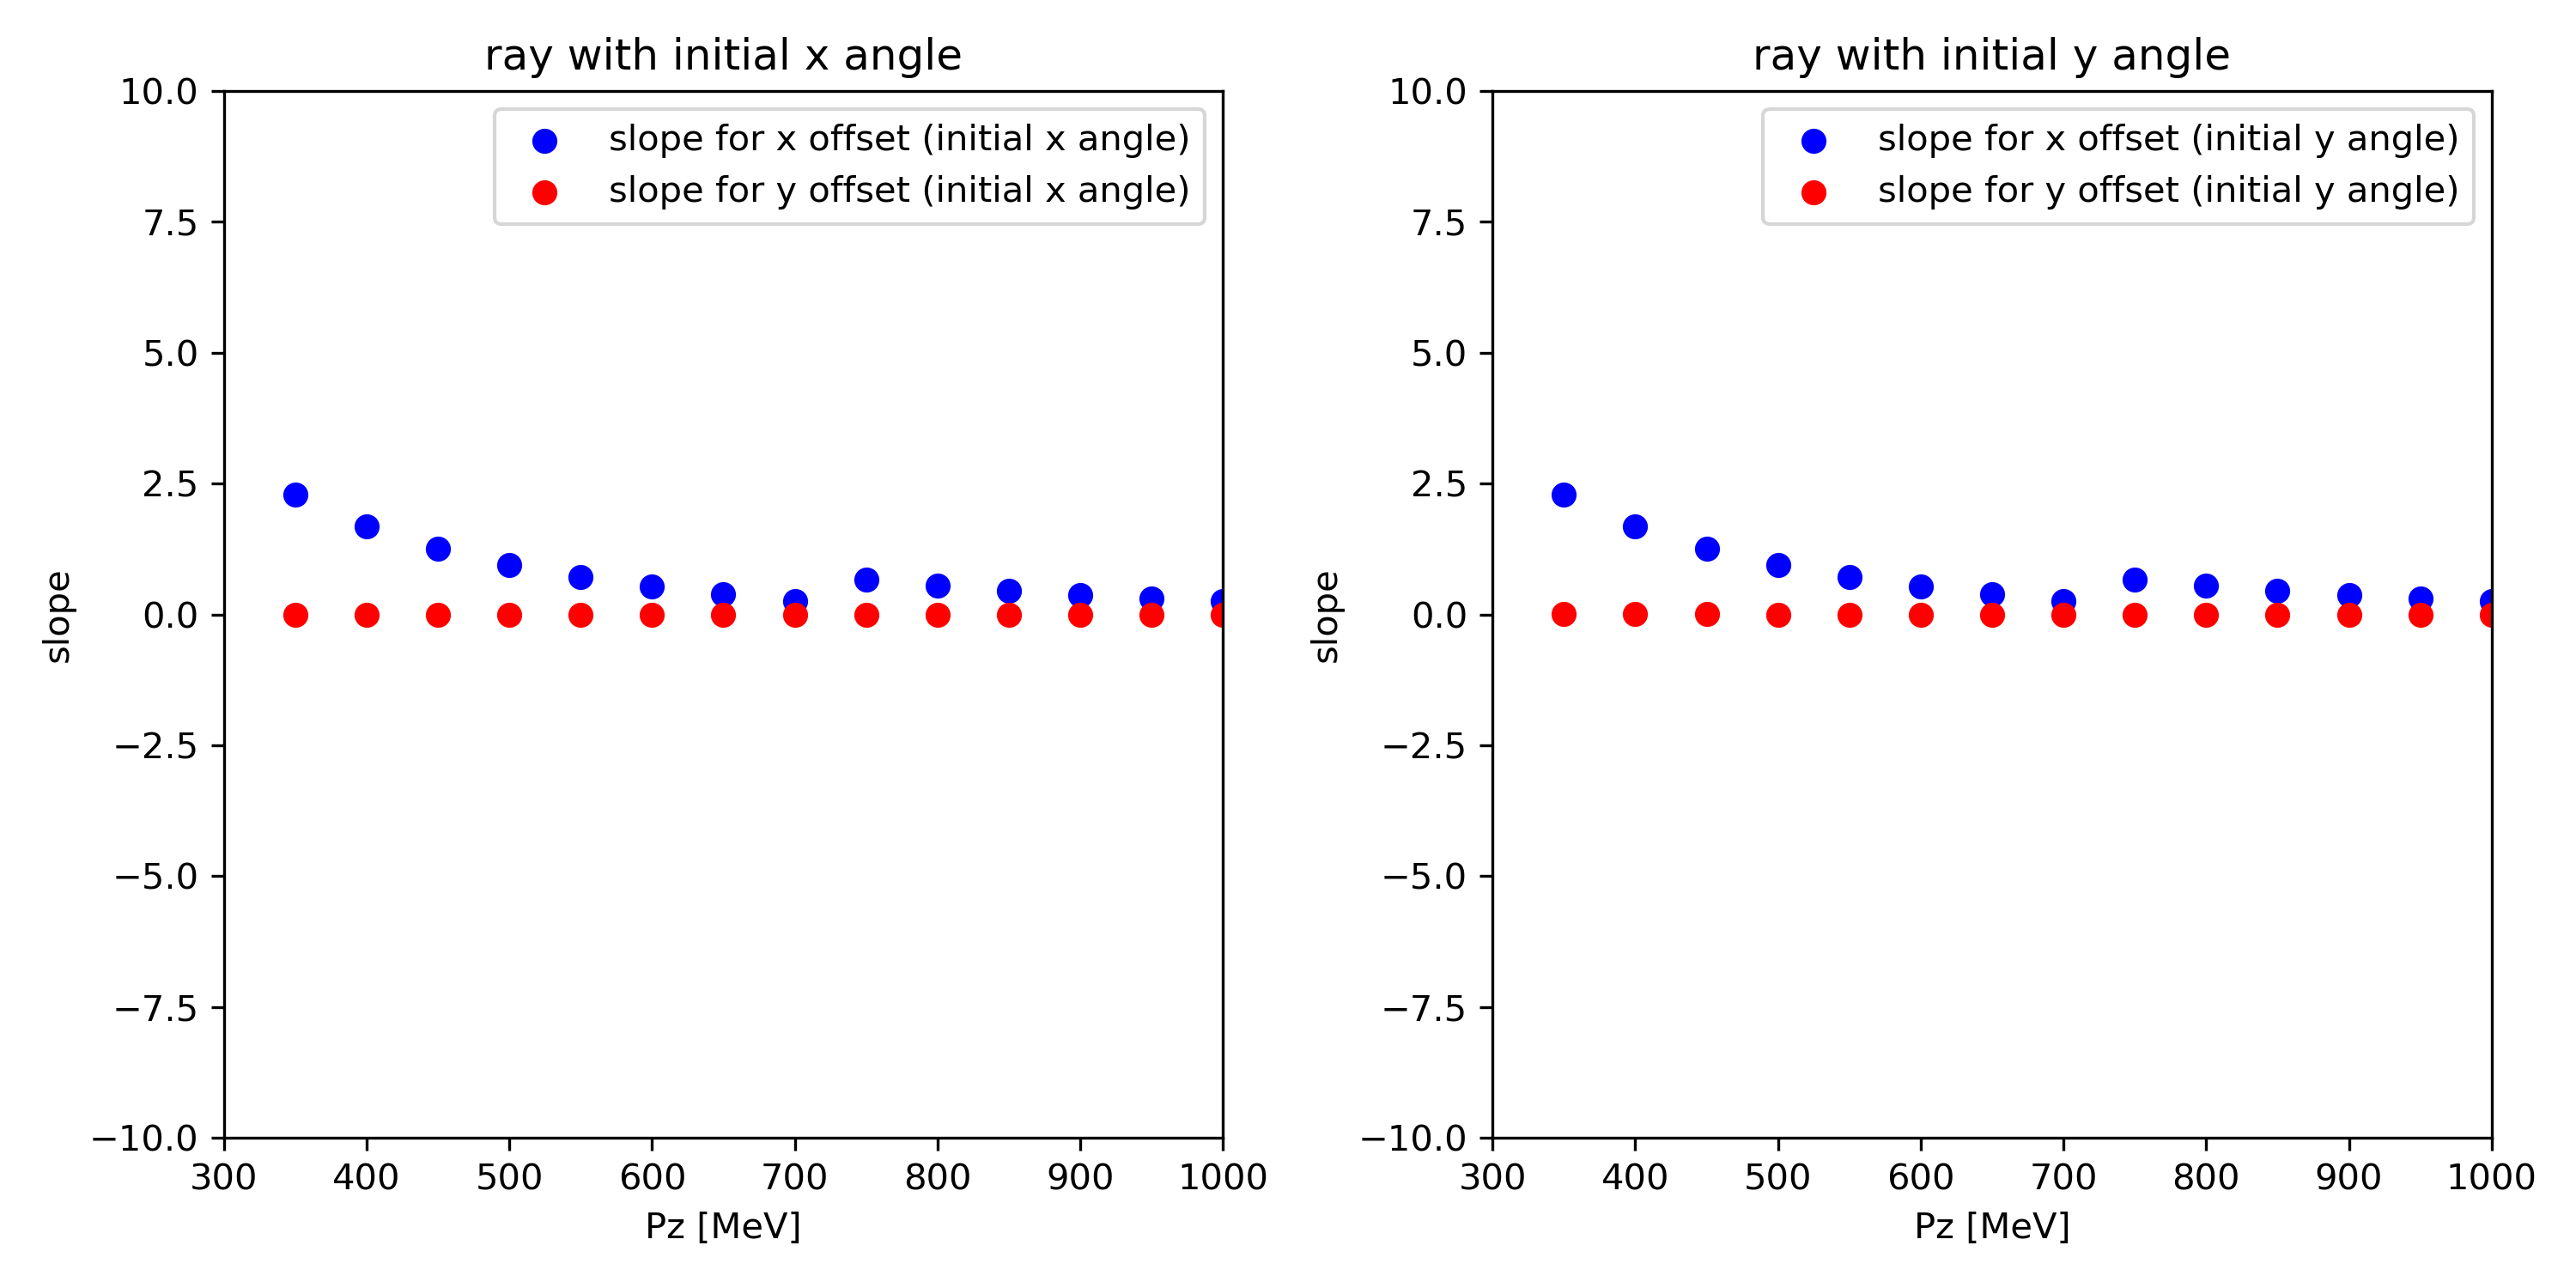 ray with initial x angle
slope for x offset (initial x angle)
slope for y offset (initial x angle)
10.0
7.5
5.0
2.5
0.0
−2.5
−5.0
−7.5
−10.0
slope
300 400 500 600 700 800 900 1000
Pz [MeV]
ray with initial y angle
slope for x offset (initial y angle)
slope for y offset (initial y angle)
10.0
7.5
5.0
2.5
0.0
−2.5
−5.0
−7.5
−10.0
slope
300 400 500 600 700 800 900 1000
Pz [MeV]